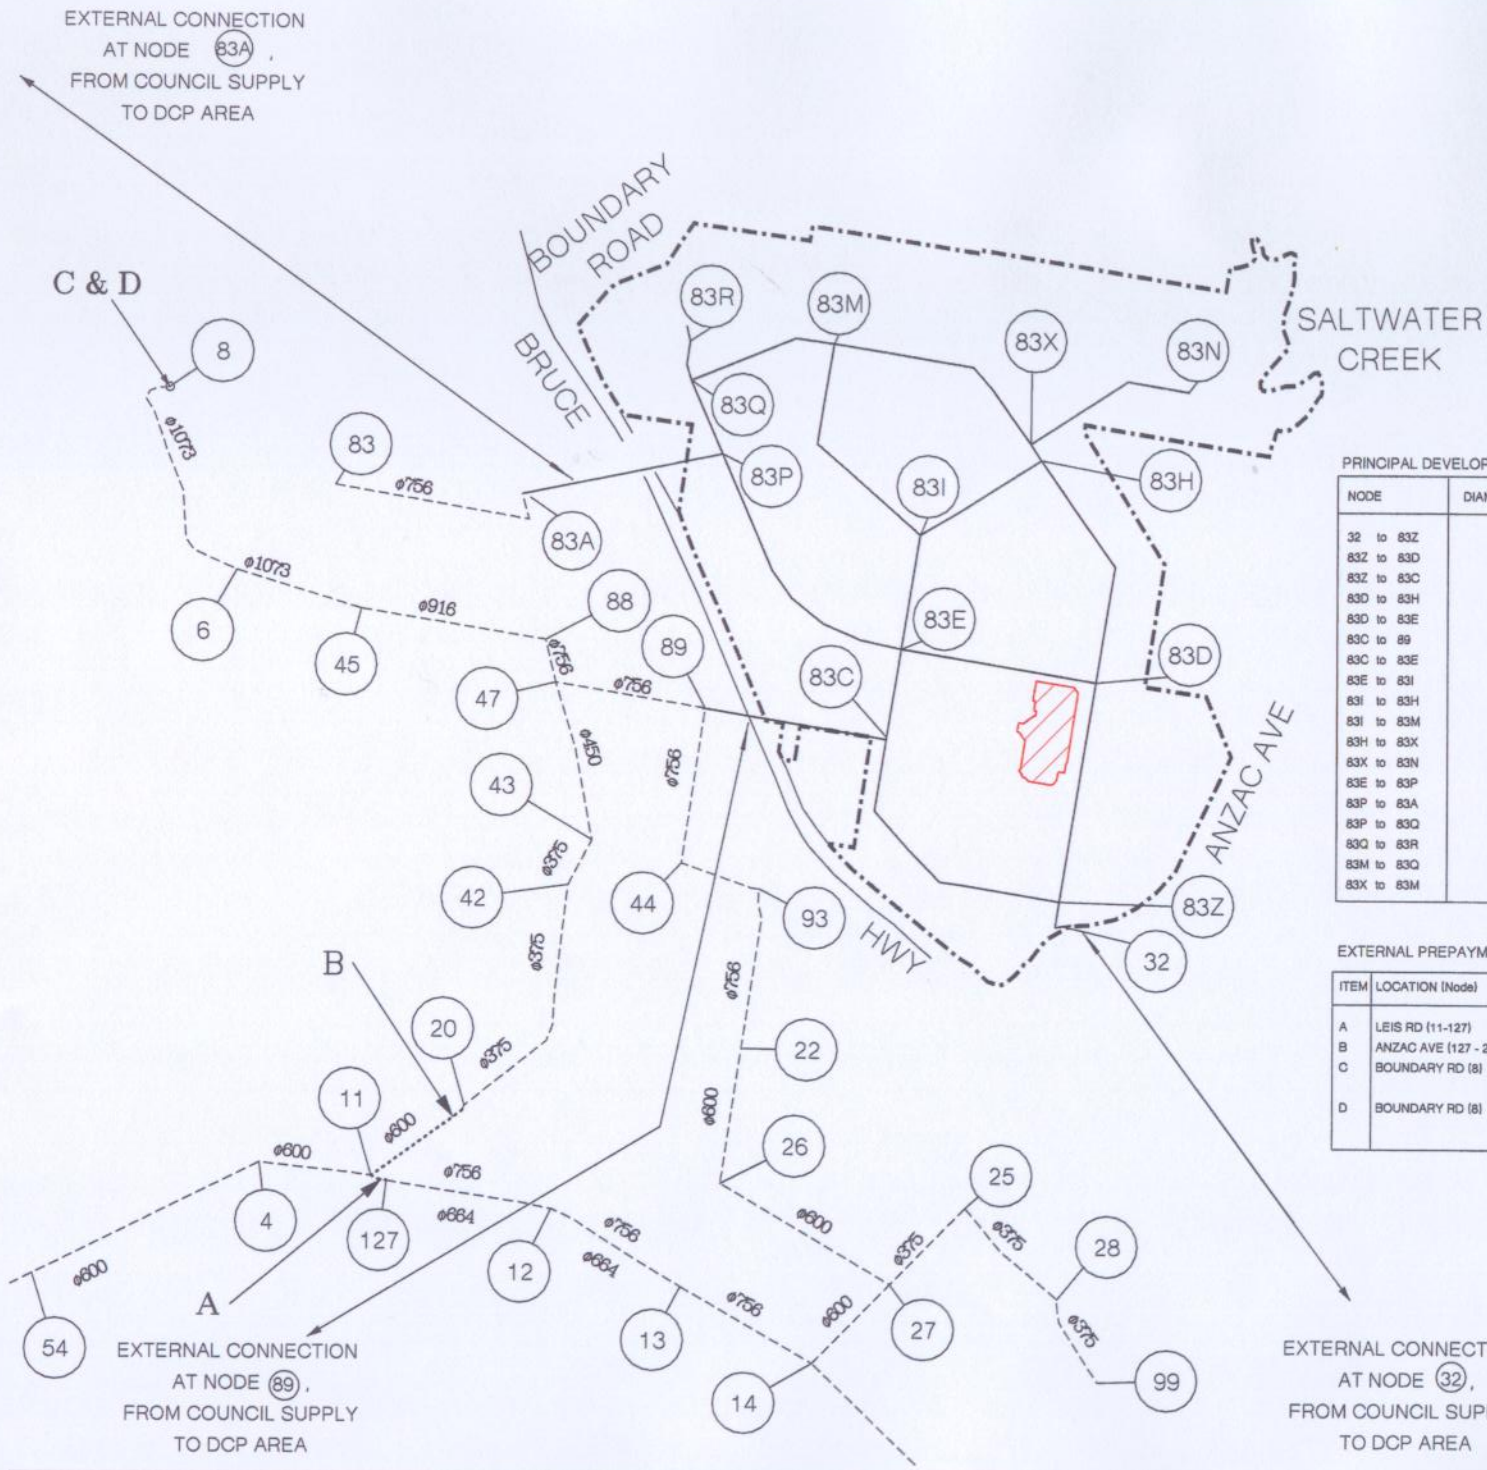 EXTERNAL CONNECTION
AT NODE 83A ,
FROM COUNCIL SUPPLY
TO DCP AREA
C & D
8
ø1073
83
ø756
83A
ø1073
6
45
ø916
88
ø756
47
ø756
89
ø450
ø756
43
ø375
42
44
ø375
93
B
20
ø375
ø756
22
11
ø600
ø600
ø600
26
ø756
4
127
ø664
12
ø756
ø664
ø600
ø375
25
ø375
28
ø600
54
A
13
ø756
ø600
27
ø375
14
99
BOUNDARY
ROAD
BRUCE
HWY
83R
83M
83X
83N
83Q
83P
83I
83H
83E
83D
83C
83Z
32
SALTWATER
CREEK
ANZAC AVE
PRINCIPAL DEVELOP
NODE DIAM
32 to 83Z
83Z to 83D
83Z to 83C
83D to 83H
83D to 83E
83C to 89
83C to 83E
83E to 83I
83I to 83H
83I to 83M
83H to 83X
83X to 83N
83E to 83P
83P to 83A
83P to 83Q
83Q to 83R
83M to 83Q
83X to 83M
EXTERNAL PREPAYM
ITEM LOCATION (Node)
A LEIS RD (11-127)
B ANZAC AVE (127 - 2
C BOUNDARY RD (8)
D BOUNDARY RD (8)
EXTERNAL CONNECTION
AT NODE 89 ,
FROM COUNCIL SUPPLY
TO DCP AREA
EXTERNAL CONNECT
AT NODE 32 ,
FROM COUNCIL SUP
TO DCP AREA